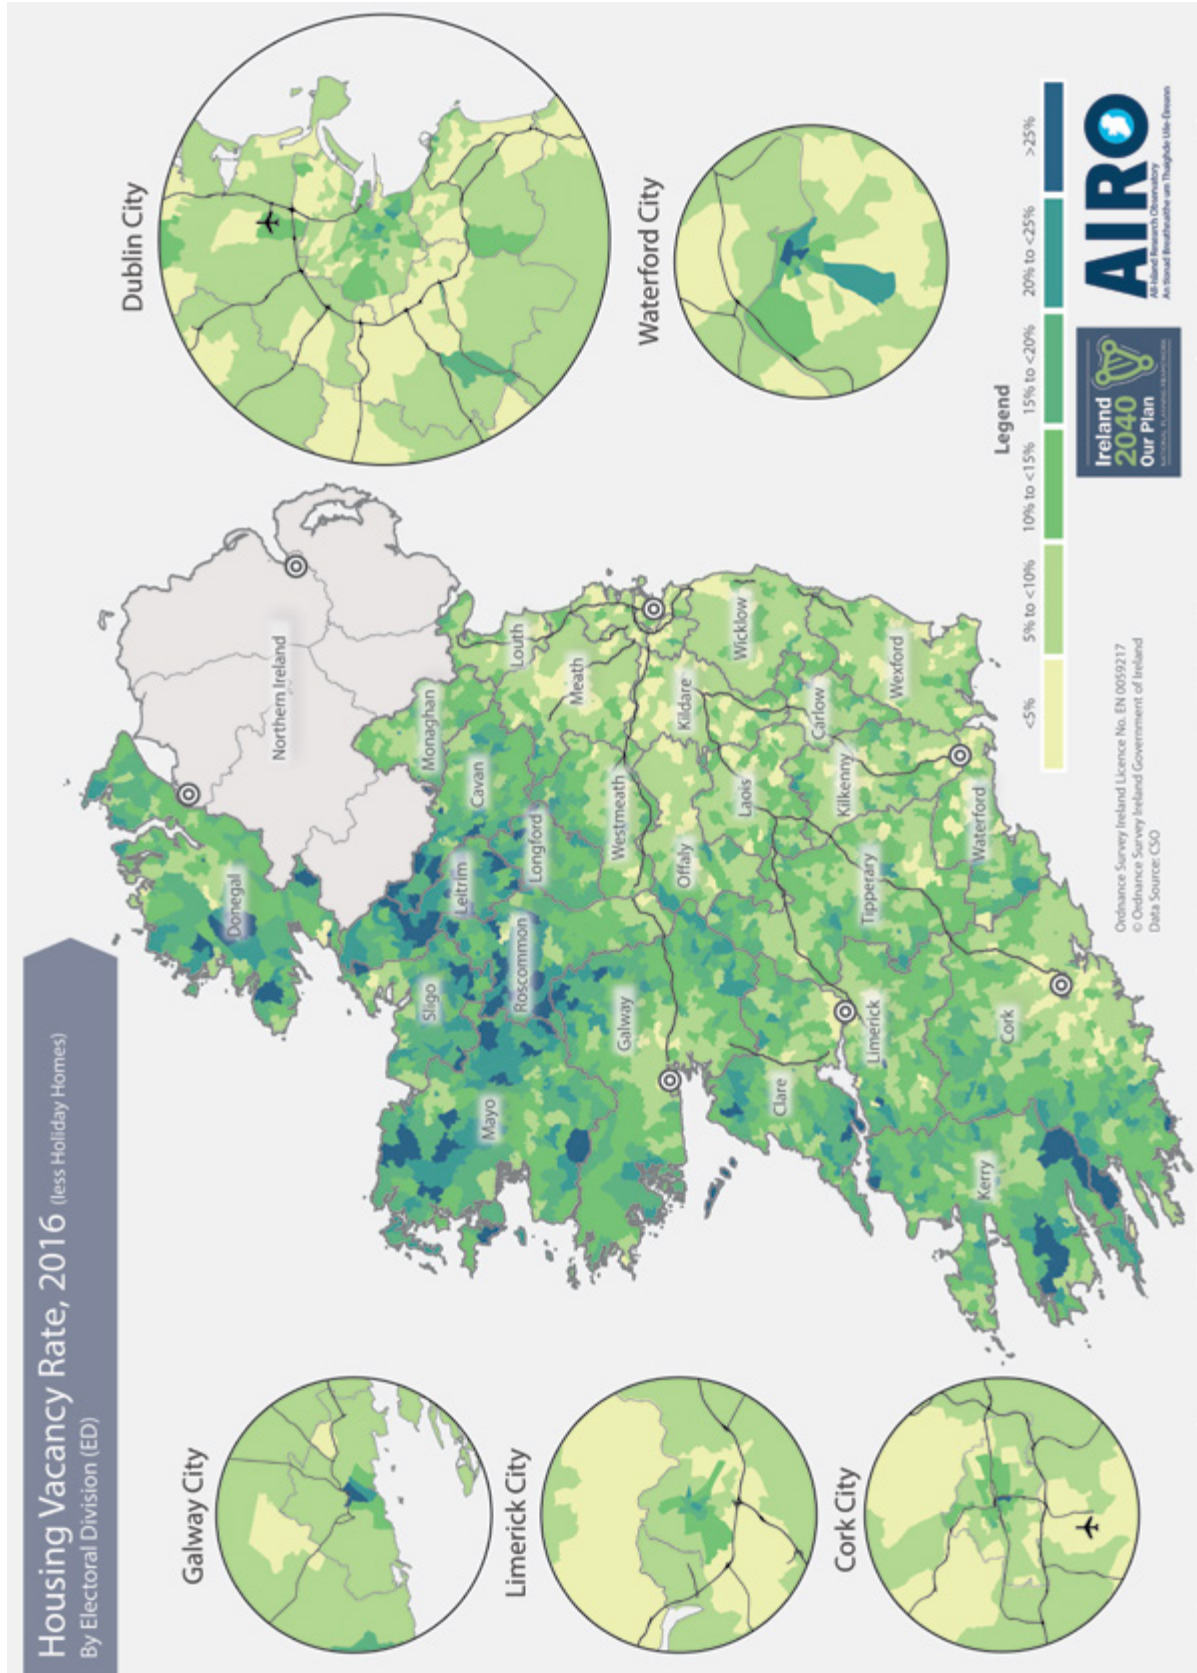 Housing Vacancy Rate, 2016 (less Holiday Homes)
By Electoral Division (ED)
Galway City
Limerick City
Cork City
Dublin City
Waterford City
Northern Ireland
Donegal
Monaghan
Cavan
Leitrim
Sligo
Louth
Longford
Roscommon
Mayo
Meath
Westmeath
Galway
Kildare
Offaly
Wicklow
Laois
Clare
Carlow
Kilkenny
Tipperary
Limerick
Wexford
Waterford
Cork
Kerry
Legend
<5%
5% to <10%
10% to <15%
15% to <20%
20% to <25%
>25%
Ordnance Survey Ireland Licence No. EN 0059217
© Ordnance Survey Ireland Government of Ireland
Data Source: CSO
Ireland
2040
Our Plan
NATIONAL PLANNING FRAMEWORK
AIRO
All-Island Research Observatory